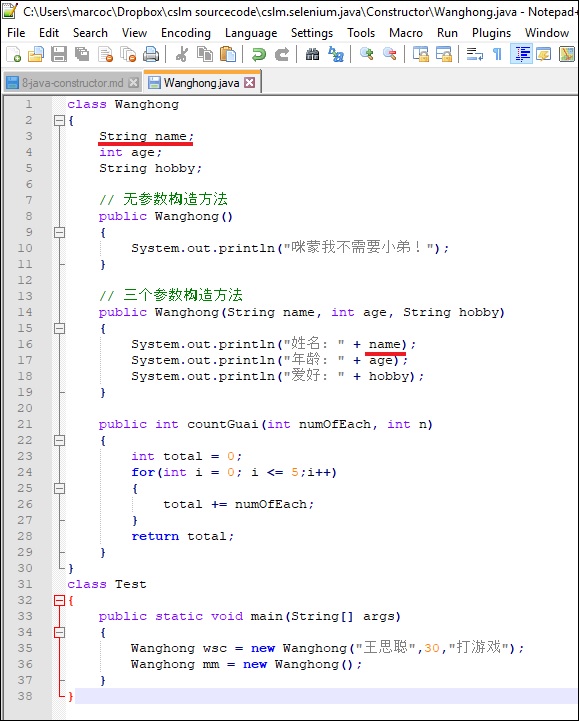 C:\Users\marcoc\Dropbox\cslm sourcecode\cslm.selenium.java\Constructor\Wanghong.java - Notepad+
File Edit Search View Encoding Language Settings Tools Macro Run Plugins Window
8-java-constructor.md Wanghong.java
1 class Wanghong
2 {
3 String name;
4 int age;
5 String hobby;
6
7 // 无参数构造方法
8 public Wanghong()
9 {
10 System.out.println("咪蒙我不需要小弟！");
11 }
12
13 // 三个参数构造方法
14 public Wanghong(String name, int age, String hobby)
15 {
16 System.out.println("姓名: " + name);
17 System.out.println("年龄: " + age);
18 System.out.println("爱好: " + hobby);
19 }
20
21 public int countGuai(int numOfEach, int n)
22 {
23 int total = 0;
24 for(int i = 0; i <= 5;i++)
25 {
26 total += numOfEach;
27 }
28 return total;
29 }
30 }
31 class Test
32 {
33 public static void main(String[] args)
34 {
35 Wanghong wsc = new Wanghong("王思聪",30,"打游戏");
36 Wanghong mm = new Wanghong();
37 }
38 }